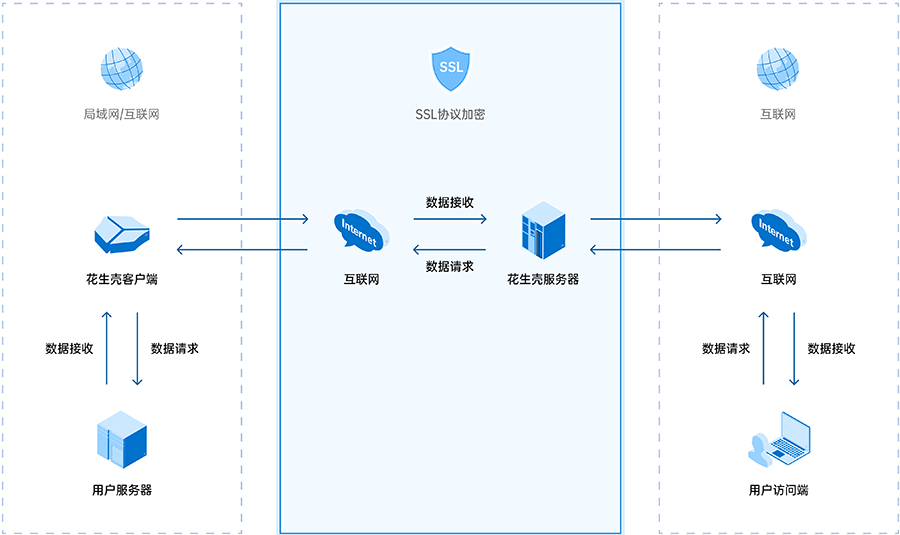 SSL
局域网/互联网
SSL协议加密
互联网
数据接收
Internet
Internet
数据请求
花生壳客户端
互联网
花生壳服务器
互联网
数据接收
数据请求
数据请求
数据接收
用户服务器
用户访问端